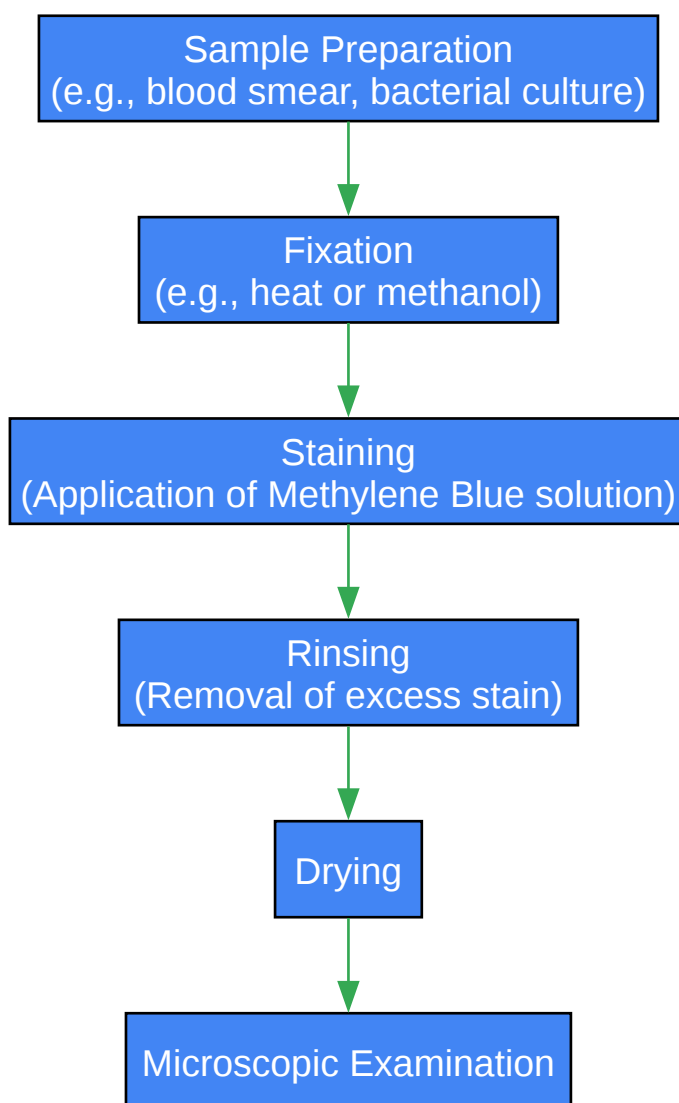 Sample Preparation
(e.g., blood smear, bacterial culture)
Fixation
(e.g., heat or methanol)
Staining
(Application of Methylene Blue solution)
Rinsing
(Removal of excess stain)
Drying
Microscopic Examination